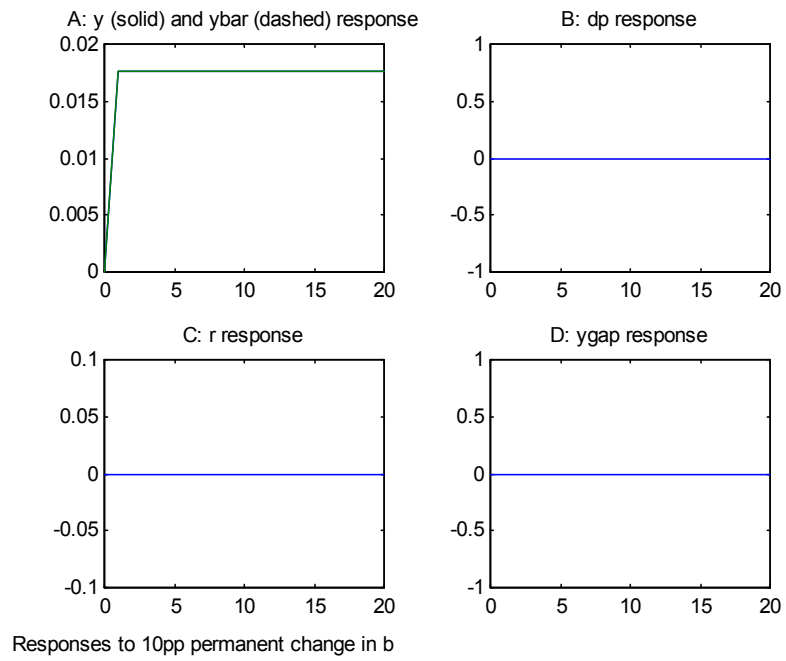 A: y (solid) and ybar (dashed) response
0.02
0.015
0.01
0.005
0
0 5 10 15 20
B: dp response
1
0.5
0
-0.5
-1
0 5 10 15 20
C: r response
0.1
0.05
0
-0.05
-0.1
0 5 10 15 20
D: ygap response
1
0.5
0
-0.5
-1
0 5 10 15 20
Responses to 10pp permanent change in b